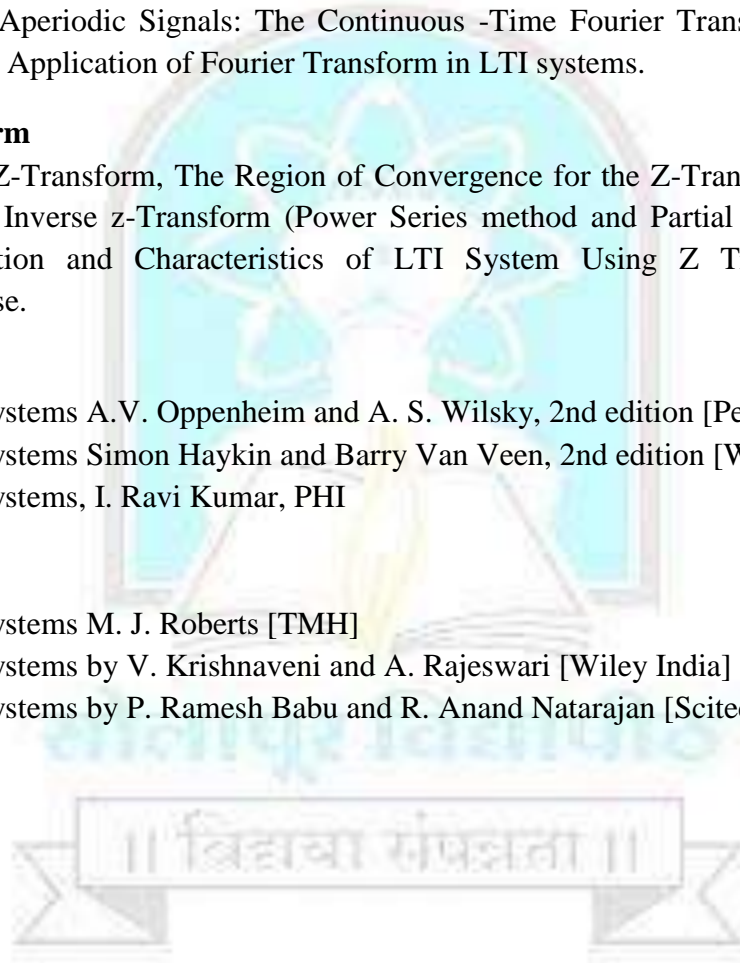 Aperiodic Signals: The Continuous -Time Fourier Trans
Application of Fourier Transform in LTI systems.
rm
Z-Transform, The Region of Convergence for the Z-Tran
Inverse z-Transform (Power Series method and Partial
tion and Characteristics of LTI System Using Z T
se.
ystems A.V. Oppenheim and A. S. Wilsky, 2nd edition [Pe
ystems Simon Haykin and Barry Van Veen, 2nd edition [W
ystems, I. Ravi Kumar, PHI
ystems M. J. Roberts [TMH]
ystems by V. Krishnaveni and A. Rajeswari [Wiley India]
ystems by P. Ramesh Babu and R. Anand Natarajan [Scite
सोलापूर विद्यापीठ
|| विद्यया संपन्नता ||